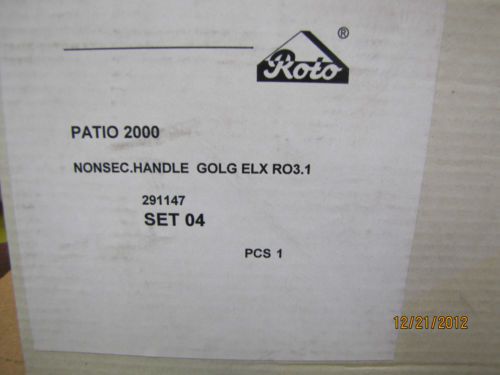 Roto ®
PATIO 2000
NONSEC.HANDLE GOLG ELX RO3.1
291147
SET 04
PCS 1
12/21/2012